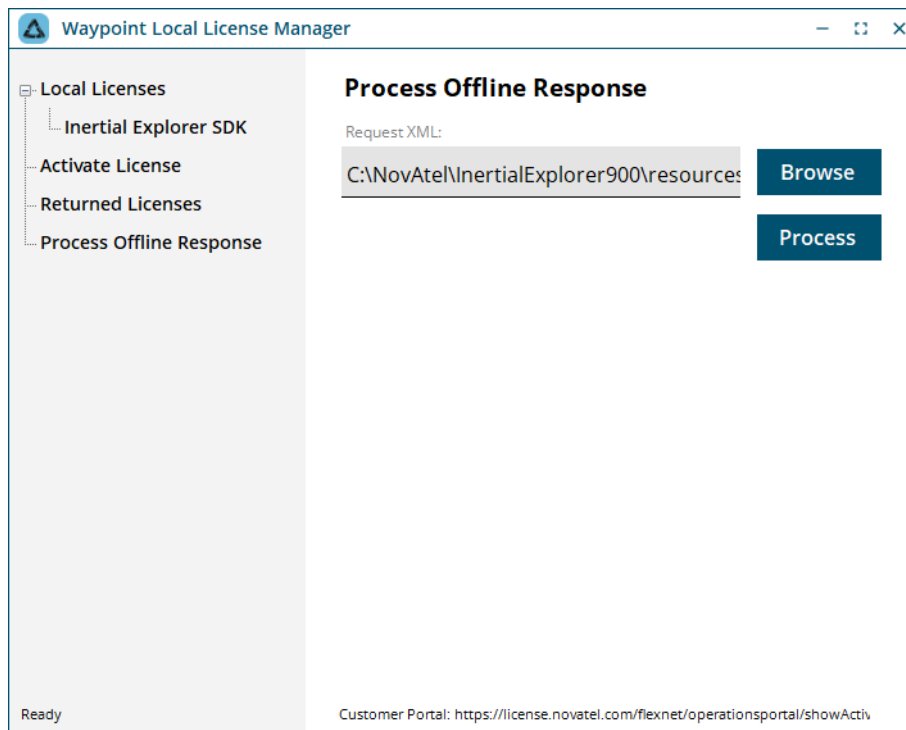 Waypoint Local License Manager
Local Licenses
Inertial Explorer SDK
Activate License
Returned Licenses
Process Offline Response
Process Offline Response
Request XML:
C:\NovAtel\InertialExplorer900\resources
Browse
Process
Ready
Customer Portal: https://license.novatel.com/flexnet/operationsportal/showActiv